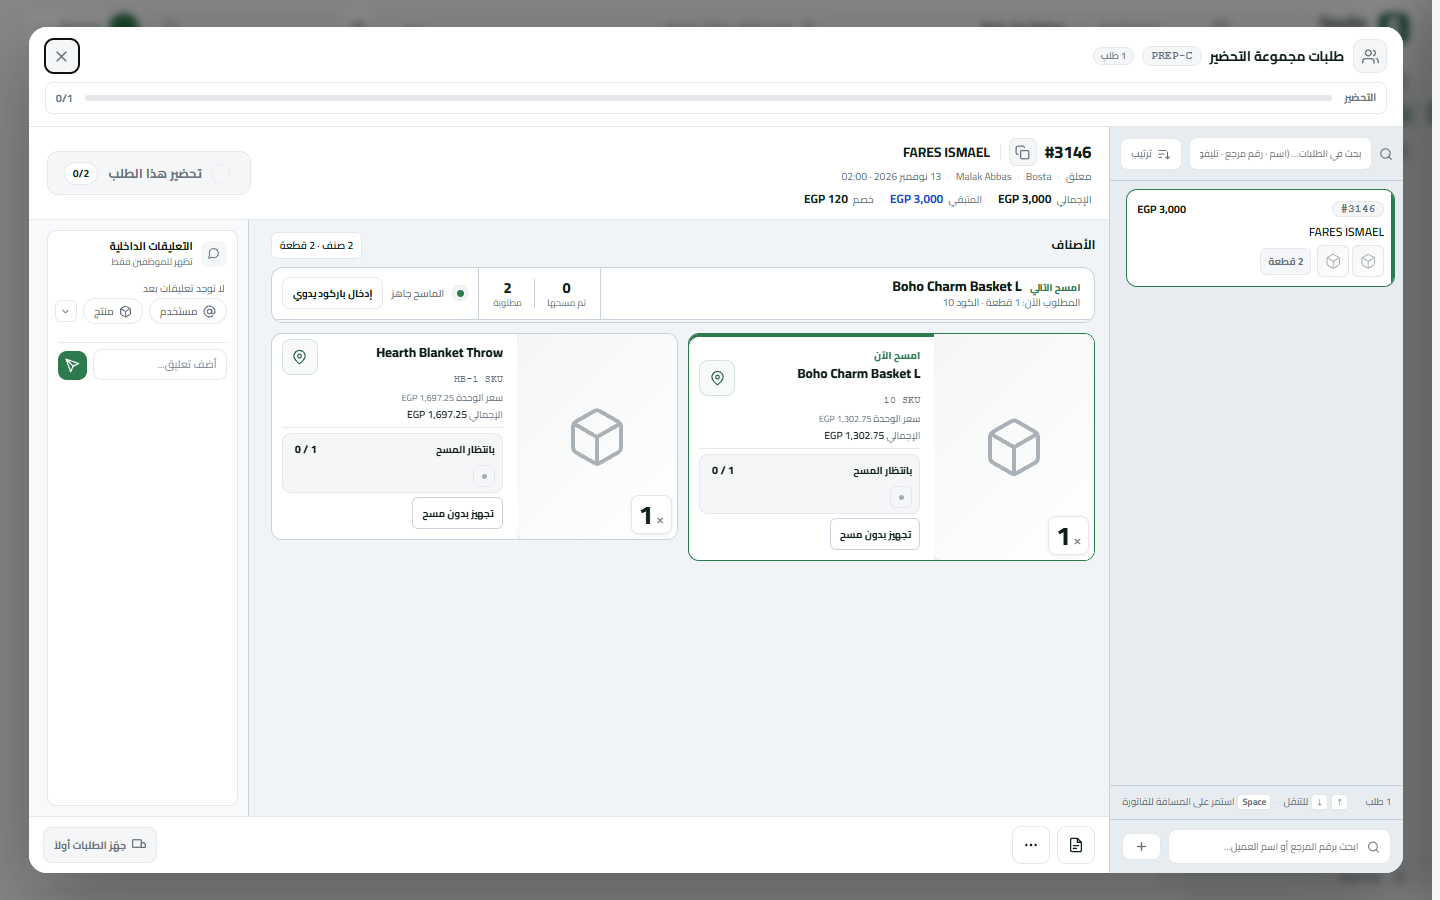 طلبات مجموعة التحضير PREP-C 1 طلب
التحضير 0/1
بحث في الطلبات... (اسم · رقم مرجع · تليفو
ترتيب
#3146 EGP 3,000
FARES ISMAEL
2 قطعة
1 طلب ↑ ↓ للتنقل · Space استمر على المسافة للفاتورة
ابحث برقم المرجع أو اسم العميل...
#3146 FARES ISMAEL
معلق · Bosta · Malak Abbas · 13 نوفمبر 2026 · 02:00
الإجمالي EGP 3,000 المتبقي EGP 3,000 خصم EGP 120
تحضير هذا الطلب 0/2
الأصناف
2 صنف · 2 قطعة
امسح التالي Boho Charm Basket L
المطلوب الآن: 1 قطعة · الكود 10
0 تم مسحها
2 مطلوبة
الماسح جاهز
إدخال باركود يدوي
امسح الآن
Boho Charm Basket L
10 SKU
سعر الوحدة EGP 1,302.75
الإجمالي EGP 1,302.75
بانتظار المسح 0 / 1
تجهيز بدون مسح
1×
Hearth Blanket Throw
HB-1 SKU
سعر الوحدة EGP 1,697.25
الإجمالي EGP 1,697.25
بانتظار المسح 0 / 1
تجهيز بدون مسح
1×
التعليقات الداخلية
تظهر للموظفين فقط
لا توجد تعليقات بعد
مستخدم
منتج
أضف تعليق...
جهّز الطلبات أولاً